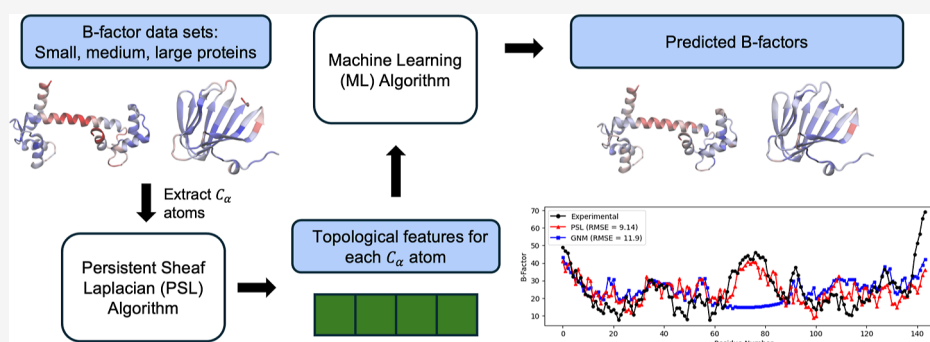 B-factor data sets:
Small, medium, large proteins
Extract Cα
atoms
Persistent Sheaf
Laplacian (PSL)
Algorithm
Topological features for
each Cα atom
Machine Learning
(ML) Algorithm
Predicted B-factors
Experimental
PSL (RMSE = 9.14)
GNM (RMSE = 11.9)
B-Factor
70
60
50
40
30
20
10
0 20 40 60 80 100 120 140